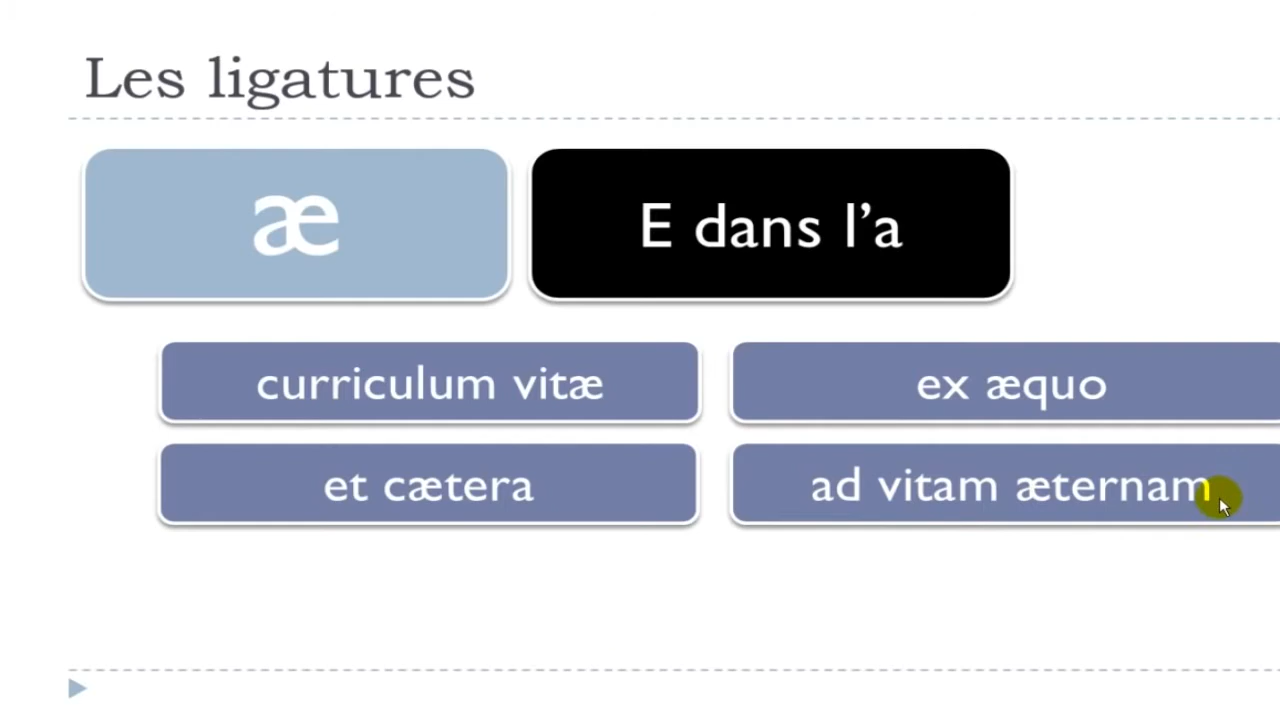 Les ligatures
æ
E dans l’a
curriculum vitæ
ex æquo
et cætera
ad vitam æternam